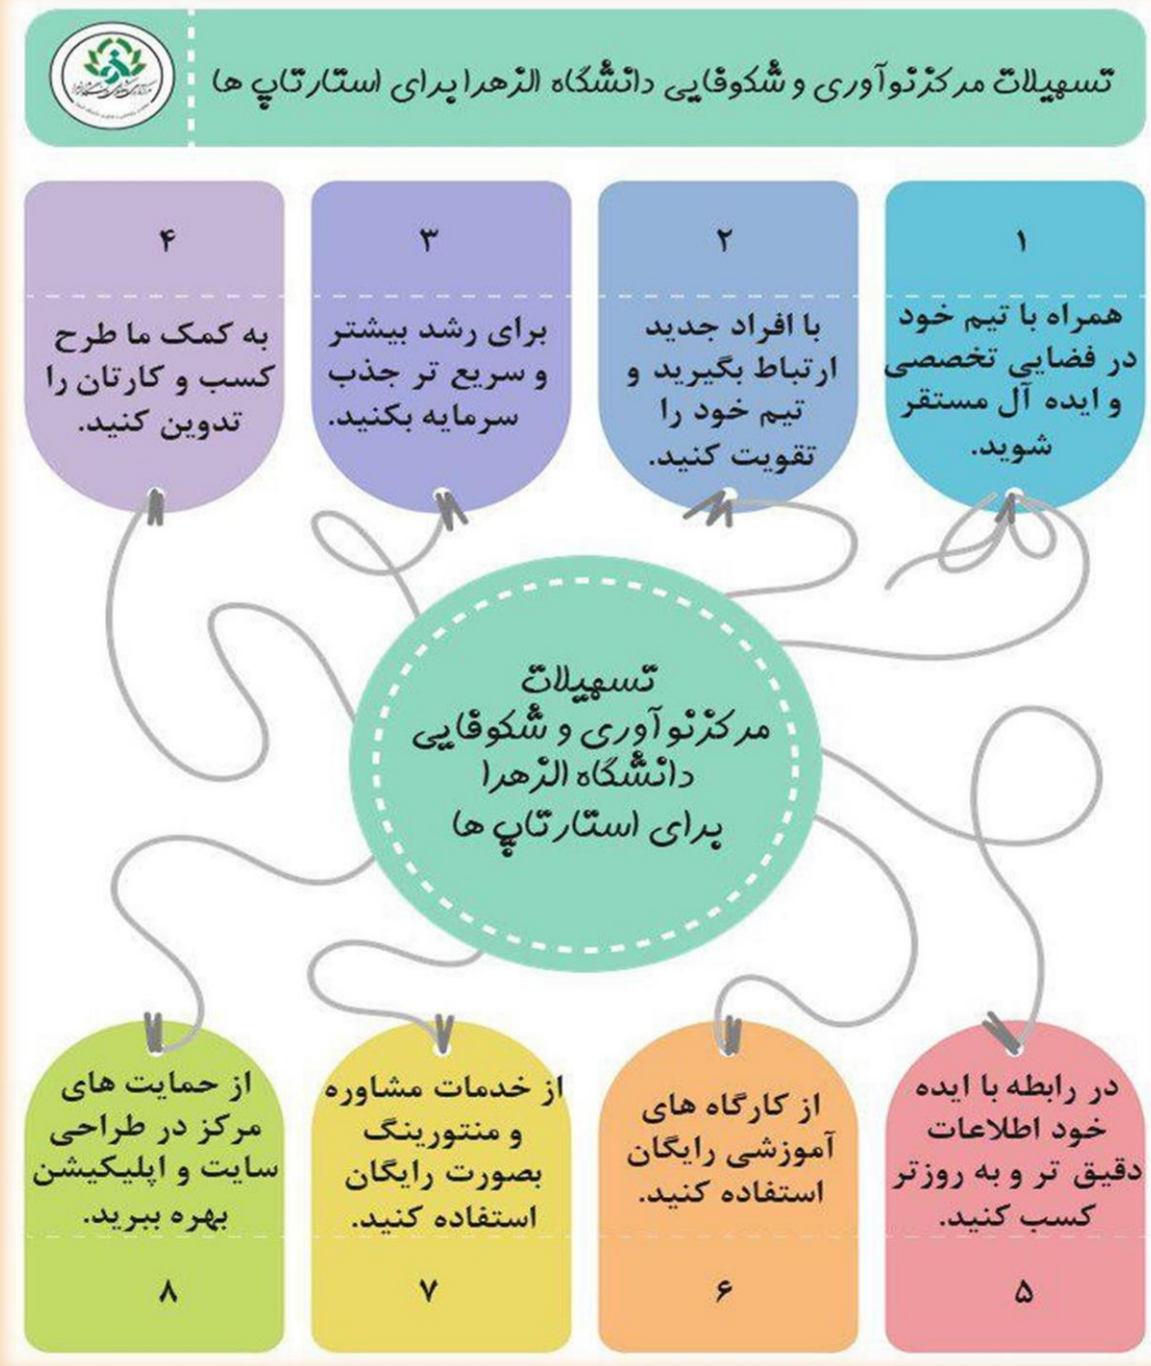 تسهیلات مرکز نوآوری و شکوفایی دانشگاه الزهرا برای استارتاپ ها
۱
همراه با تیم خود
در فضایی تخصصی
و ایده آل مستقر
شوید.
۲
با افراد جدید
ارتباط بگیرید و
تیم خود را
تقویت کنید.
۳
برای رشد بیشتر
و سریع تر جذب
سرمایه بکنید.
۴
به کمک ما طرح
کسب و کارتان را
تدوین کنید.
تسهیلات
مرکز نوآوری و شکوفایی
دانشگاه الزهرا
برای استارتاپ ها
در رابطه با ایده
خود اطلاعات
دقیق تر و به روزتر
کسب کنید.
۵
از کارگاه های
آموزشی رایگان
استفاده کنید.
۶
از خدمات مشاوره
و منتورینگ
بصورت رایگان
استفاده کنید.
۷
از حمایت های
مرکز در طراحی
سایت و اپلیکیشن
بهره ببرید.
۸